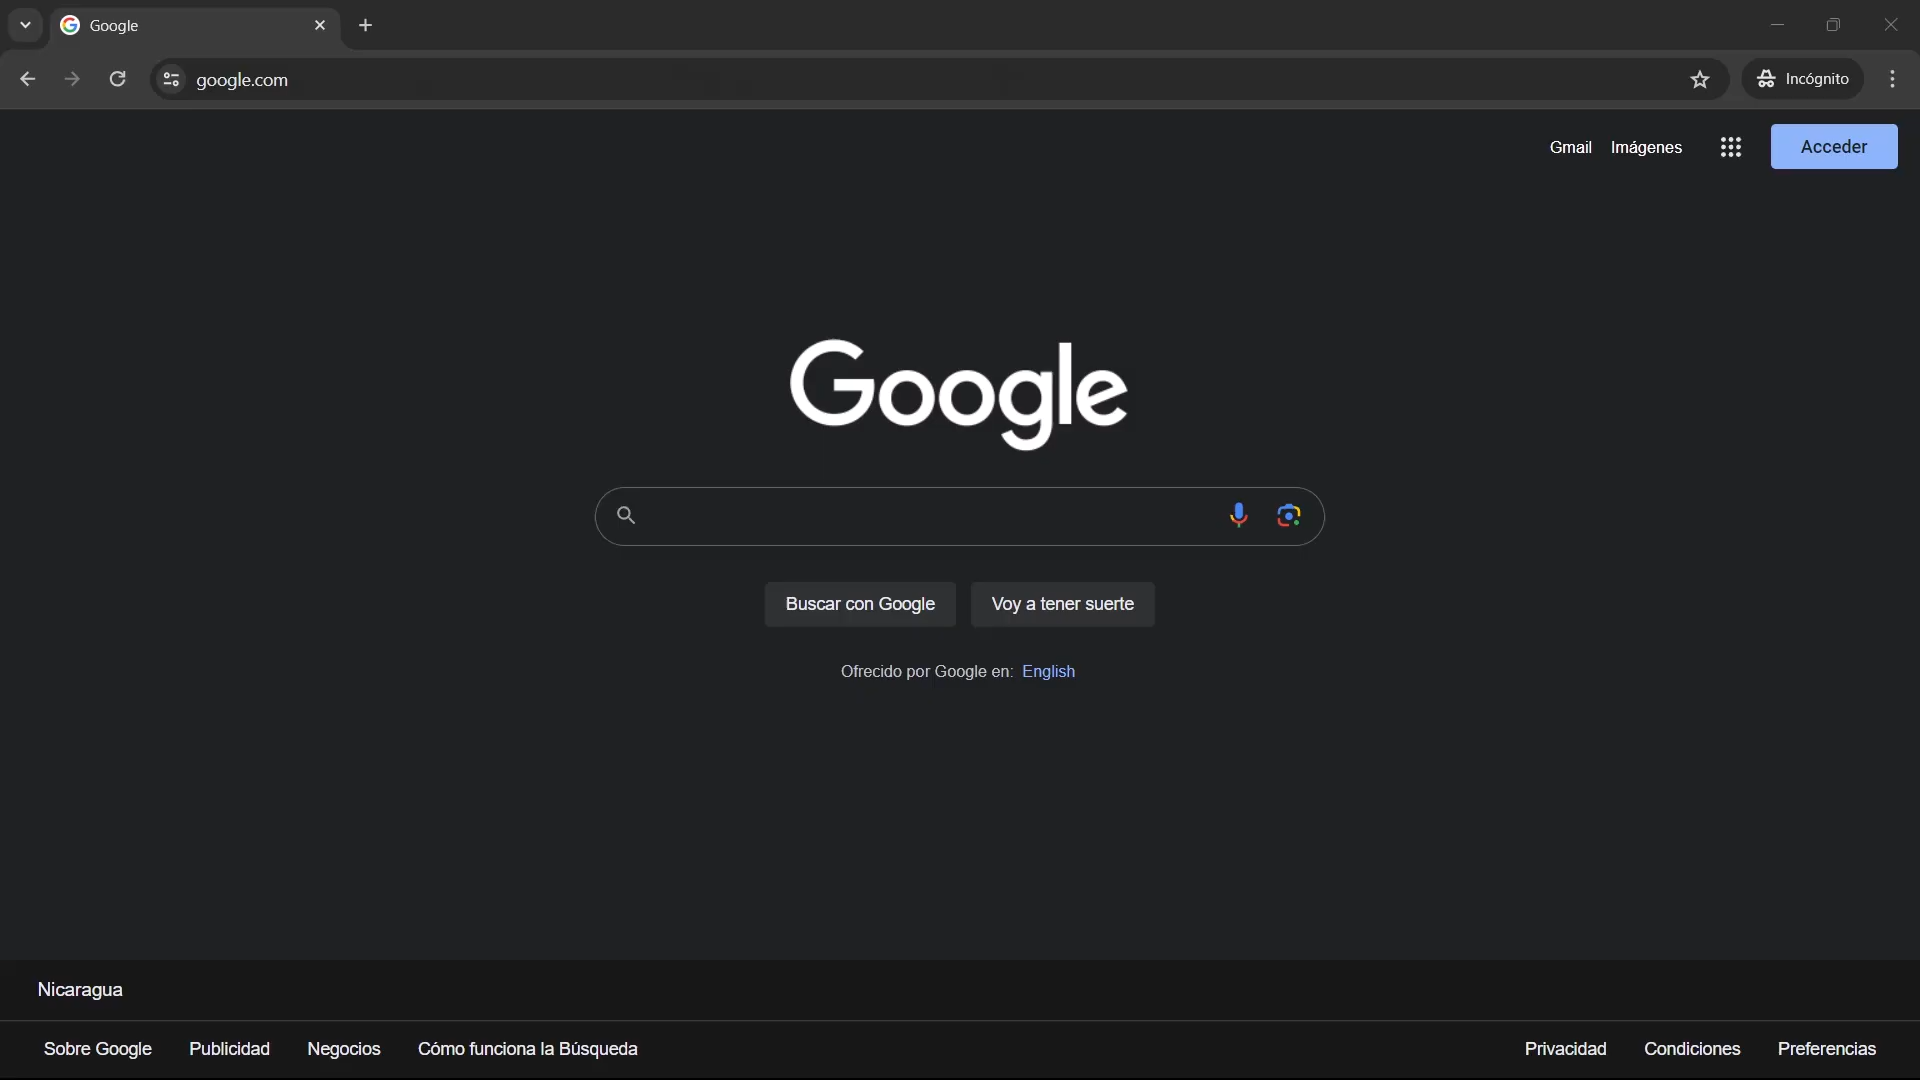 Google
google.com
Incógnito
Gmail Imágenes Acceder
Google
Buscar con Google Voy a tener suerte
Ofrecido por Google en: English
Nicaragua
Sobre Google Publicidad Negocios Cómo funciona la Búsqueda Privacidad Condiciones Preferencias